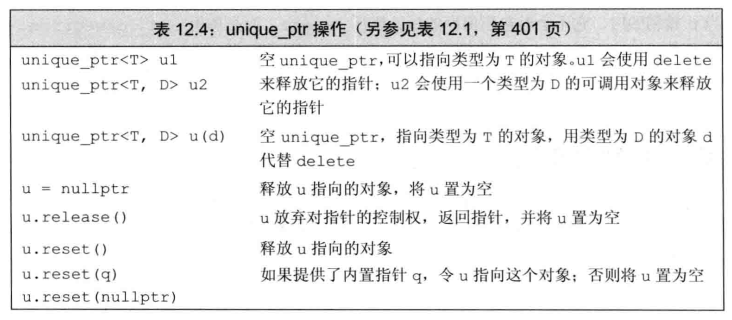 表 12.4：unique_ptr 操作（另参见表 12.1，第 401 页）
unique_ptr<T> u1 空 unique_ptr，可以指向类型为 T 的对象。u1 会使用 delete
unique_ptr<T, D> u2 来释放它的指针；u2 会使用一个类型为 D 的可调用对象来释放
它的指针
unique_ptr<T, D> u(d) 空 unique_ptr，指向类型为 T 的对象，用类型为 D 的对象 d
代替 delete
u = nullptr 释放 u 指向的对象，将 u 置为空
u.release() u 放弃对指针的控制权，返回指针，并将 u 置为空
u.reset() 释放 u 指向的对象
u.reset(q) 如果提供了内置指针 q，令 u 指向这个对象；否则将 u 置为空
u.reset(nullptr)